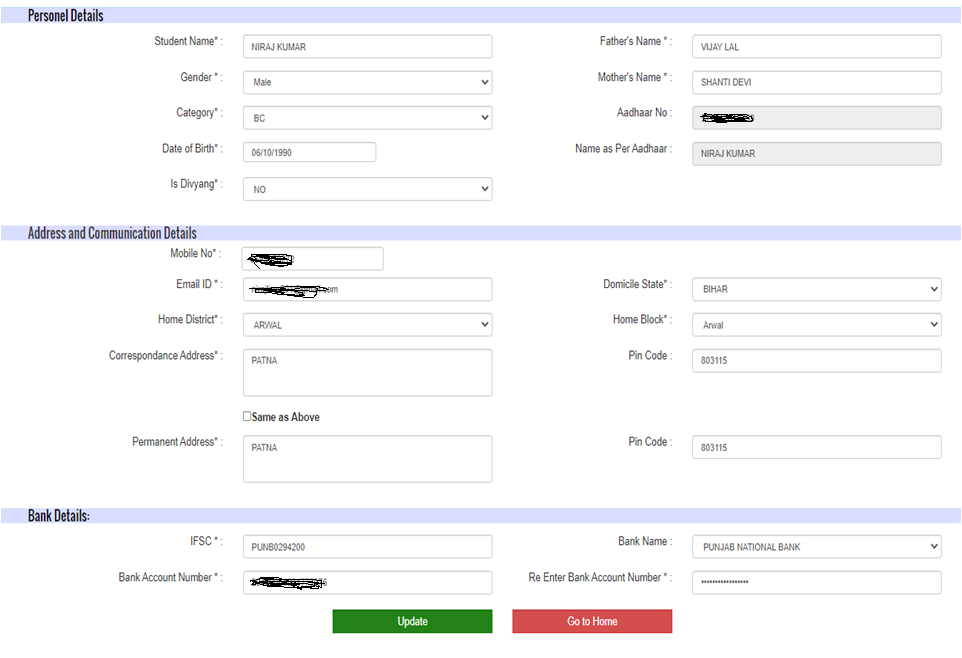 Personel Details
Student Name* : NIRAJ KUMAR Father's Name * : VIJAY LAL
Gender * : Male Mother's Name * : SHANTI DEVI
Category* : BC Aadhaar No :
Date of Birth* : 06/10/1990 Name as Per Aadhaar : NIRAJ KUMAR
Is Divyang* : NO
Address and Communication Details
Mobile No* :
Email ID * : Domicile State* : BIHAR
Home District* : ARWAL Home Block* : Arwal
Correspondance Address* : PATNA Pin Code : 803115
Same as Above
Permanent Address* : PATNA Pin Code : 803115
Bank Details:
IFSC * : PUNB0294200 Bank Name : PUNJAB NATIONAL BANK
Bank Account Number * : Re Enter Bank Account Number * : •••••••••••••••••
Update Go to Home